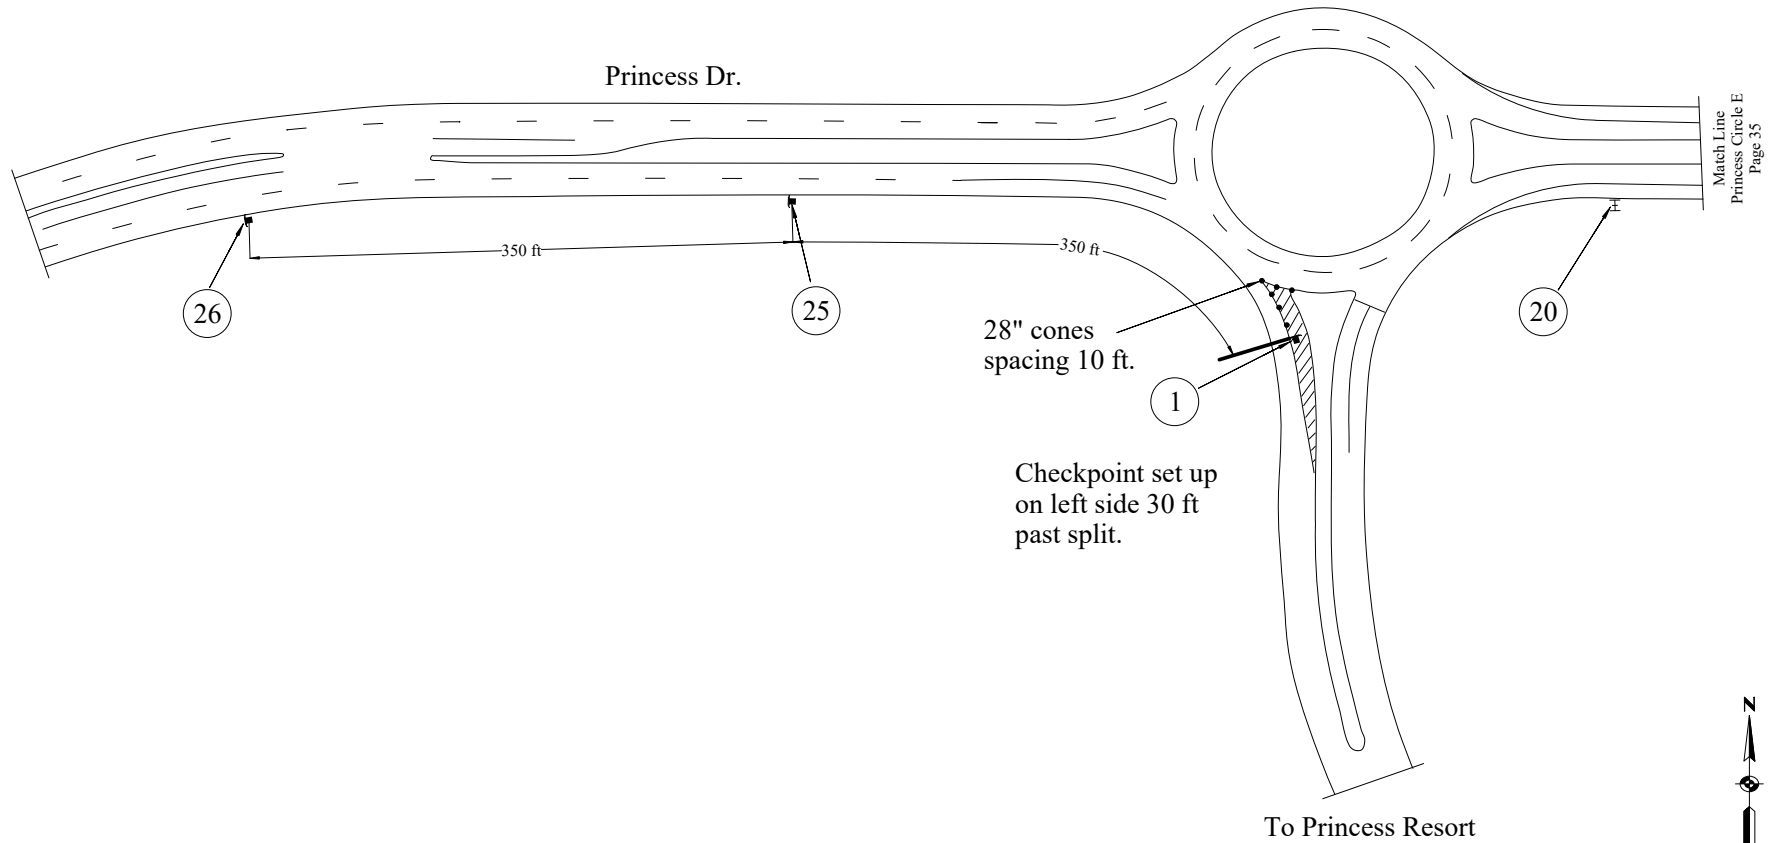 Princess Dr.
Match Line
Princess Circle E
Page 35
350 ft
350 ft
26
25
20
28" cones
spacing 10 ft.
1
Checkpoint set up
on left side 30 ft
past split.
N
To Princess Resort